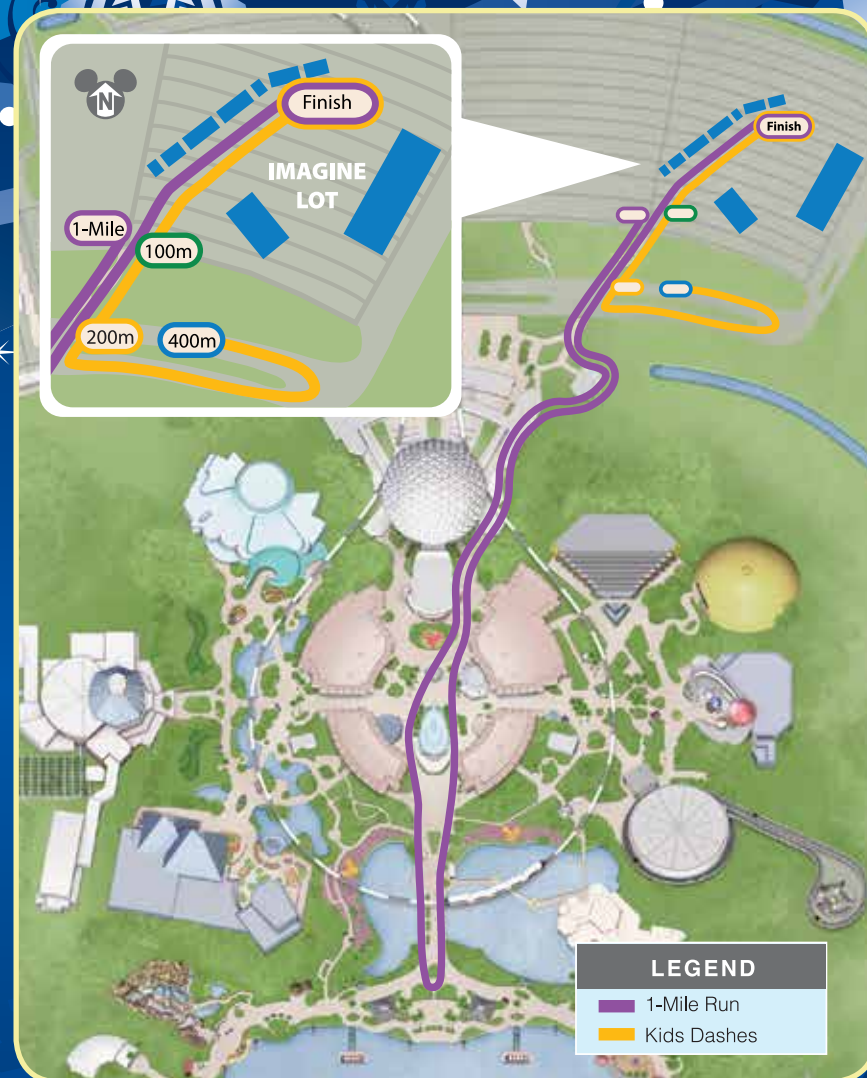 N
Finish
IMAGINE
LOT
1-Mile
100m
200m
400m
Finish
LEGEND
1-Mile Run
Kids Dashes